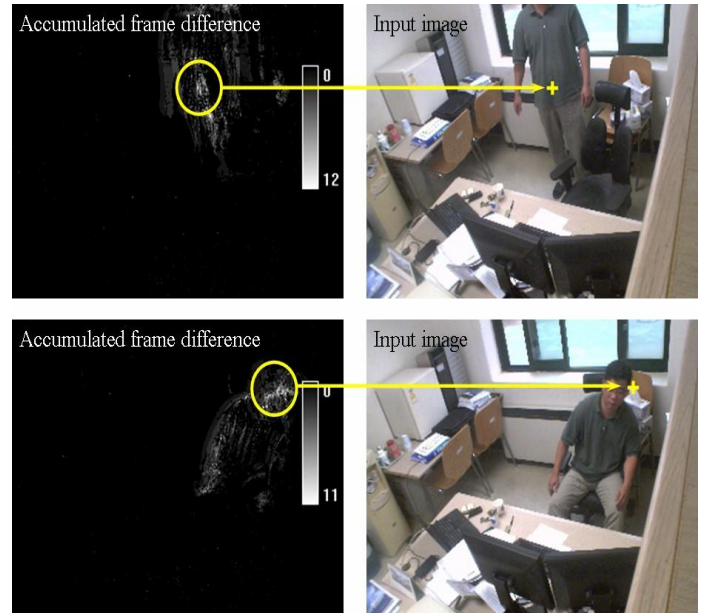 Accumulated frame difference
Input image
0
12
Accumulated frame difference
Input image
0
11